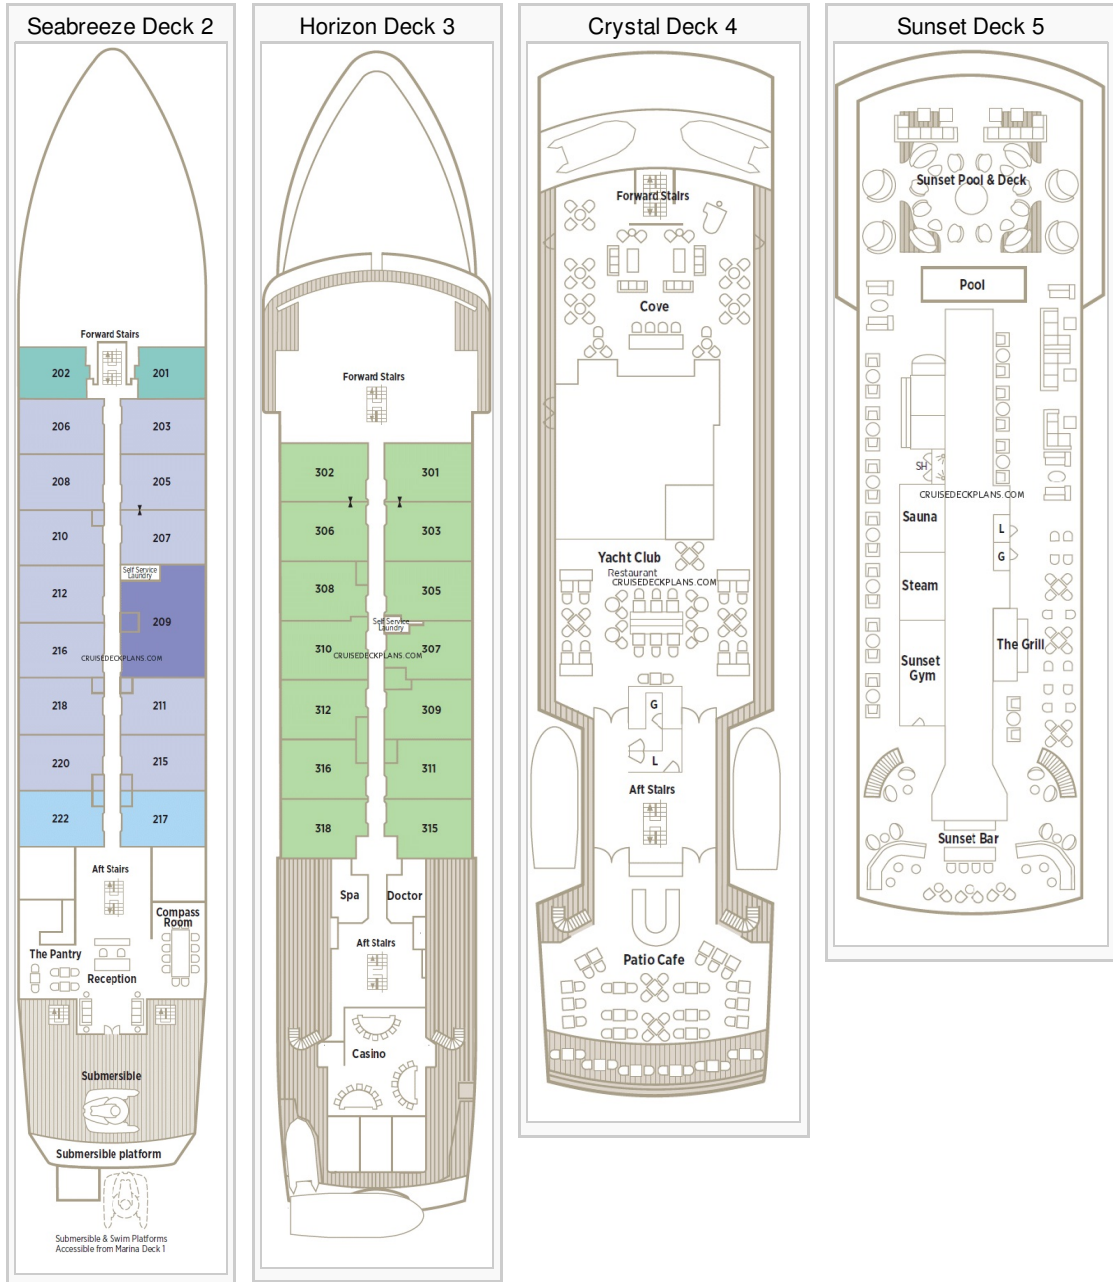 Seabreeze Deck 2
Forward Stairs
202
201
206
203
208
205
210
207
Self Service
Laundry
212
209
216
CRUISEDECKPLANS.COM
218
211
220
215
222
217
Aft Stairs
Compass
Room
The Pantry
Reception
Submersible
Submersible platform
Submersible & Swim Platforms
Accessible from Marina Deck 1
Horizon Deck 3
Forward Stairs
302
301
306
303
308
305
Self Service
Laundry
310
307
CRUISEDECKPLANS.COM
312
309
316
311
318
315
Spa
Doctor
Aft Stairs
Casino
Crystal Deck 4
Forward Stairs
Cove
Yacht Club
Restaurant
CRUISEDECKPLANS.COM
G
L
Aft Stairs
Patio Cafe
Sunset Deck 5
Sunset Pool & Deck
Pool
SH
CRUISEDECKPLANS.COM
Sauna
L
G
Steam
The Grill
Sunset
Gym
Sunset Bar